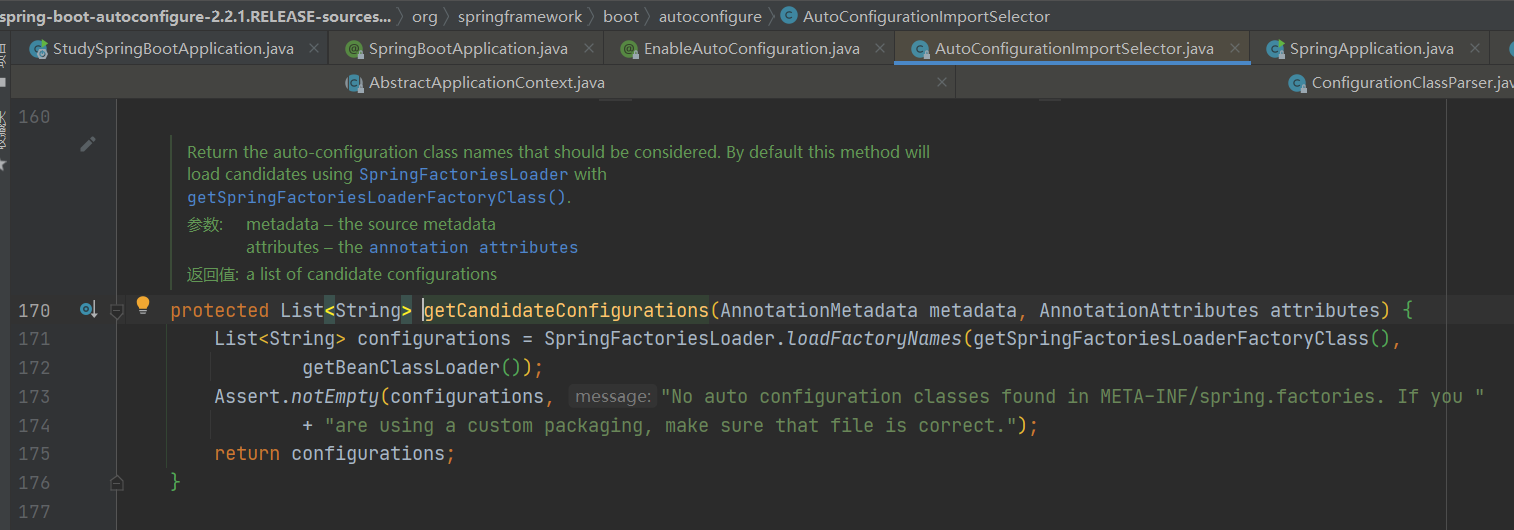 spring-boot-autoconfigure-2.2.1.RELEASE-sources... 〉 org 〉 springframework 〉 boot 〉 autoconfigure 〉 AutoConfigurationImportSelector
StudySpringBootApplication.java SpringBootApplication.java EnableAutoConfiguration.java AutoConfigurationImportSelector.java SpringApplication.java
AbstractApplicationContext.java ConfigurationClassParser.jav
160
Return the auto-configuration class names that should be considered. By default this method will
load candidates using SpringFactoriesLoader with
getSpringFactoriesLoaderFactoryClass().
参数: metadata – the source metadata
attributes – the annotation attributes
返回值: a list of candidate configurations
170 protected List<String> getCandidateConfigurations(AnnotationMetadata metadata, AnnotationAttributes attributes) {
171 List<String> configurations = SpringFactoriesLoader.loadFactoryNames(getSpringFactoriesLoaderFactoryClass(),
172 getBeanClassLoader());
173 Assert.notEmpty(configurations, message: "No auto configuration classes found in META-INF/spring.factories. If you "
174 + "are using a custom packaging, make sure that file is correct.");
175 return configurations;
176 }
177